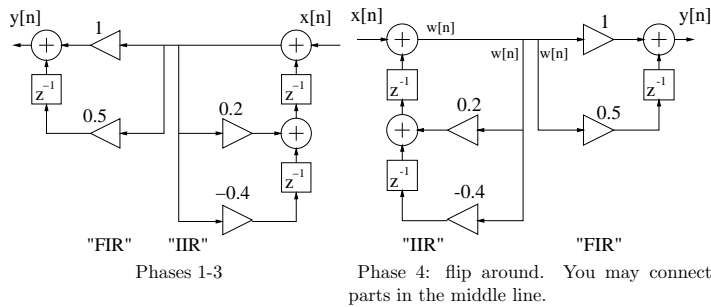 y[n] 1 x[n]
z⁻¹ z⁻¹
0.5 0.2
z⁻¹
−0.4
"FIR" "IIR"
Phases 1-3
x[n] w[n] w[n] w[n] 1 y[n]
z⁻¹ 0.2 z⁻¹
0.5
z⁻¹
-0.4
"IIR" "FIR"
Phase 4: flip around. You may connect
parts in the middle line.